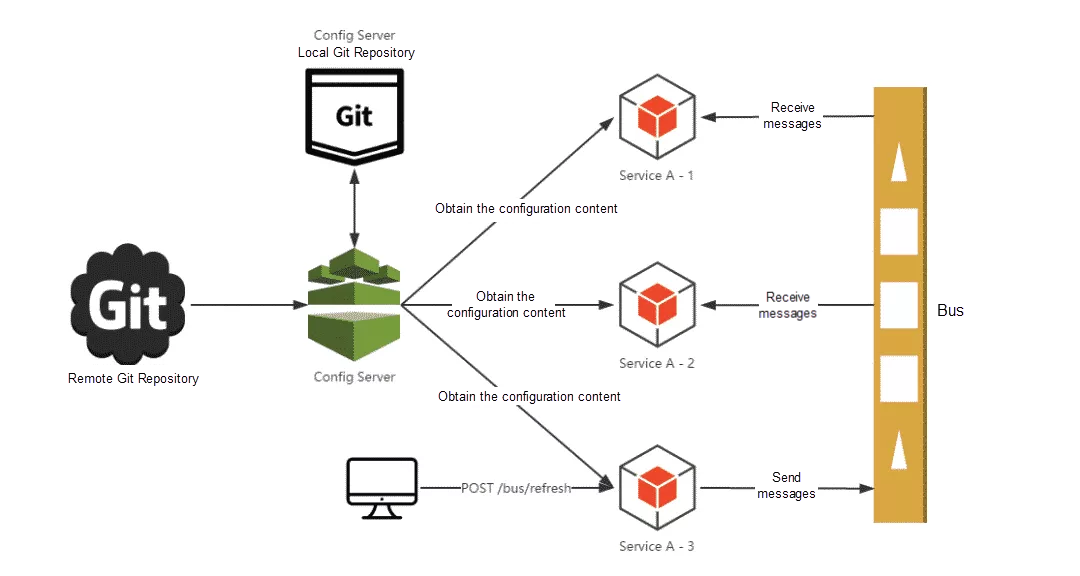 Config Server
Local Git Repository
Git
Receive
messages
Service A - 1
Obtain the configuration content
Git
Obtain the
configuration content
Receive
messages
Bus
Service A - 2
Config Server
Remote Git Repository
Obtain the configuration content
POST /bus/refresh
Send
messages
Service A - 3